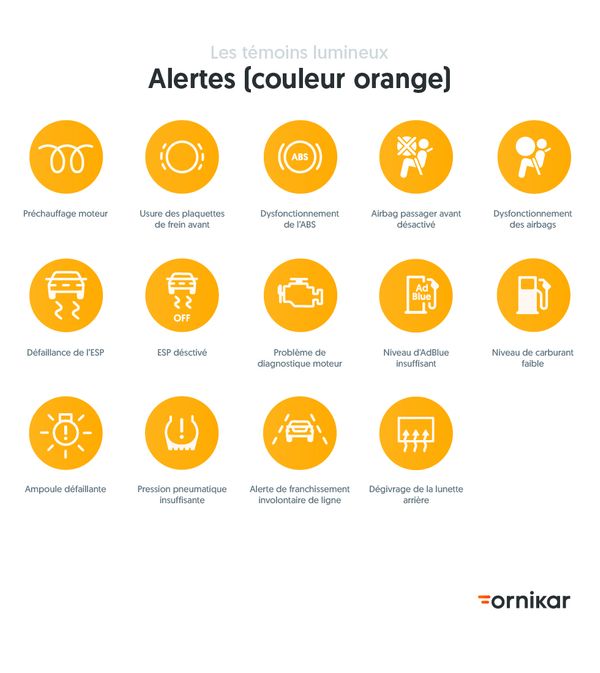 Les témoins lumineux
Alertes (couleur orange)
ABS
Préchauffage moteur
Usure des plaquettes
de frein avant
Dysfonctionnement
de l'ABS
Airbag passager avant
désactivé
Dysfonctionnement
des airbags
OFF
Ad
Blue
Défaillance de l'ESP
ESP désctivé
Problème de
diagnostique moteur
Niveau d'AdBlue
insuffisant
Niveau de carburant
faible
Ampoule défaillante
Pression pneumatique
insuffisante
Alerte de franchissement
involontaire de ligne
Dégivrage de la lunette
arrière
ornikar